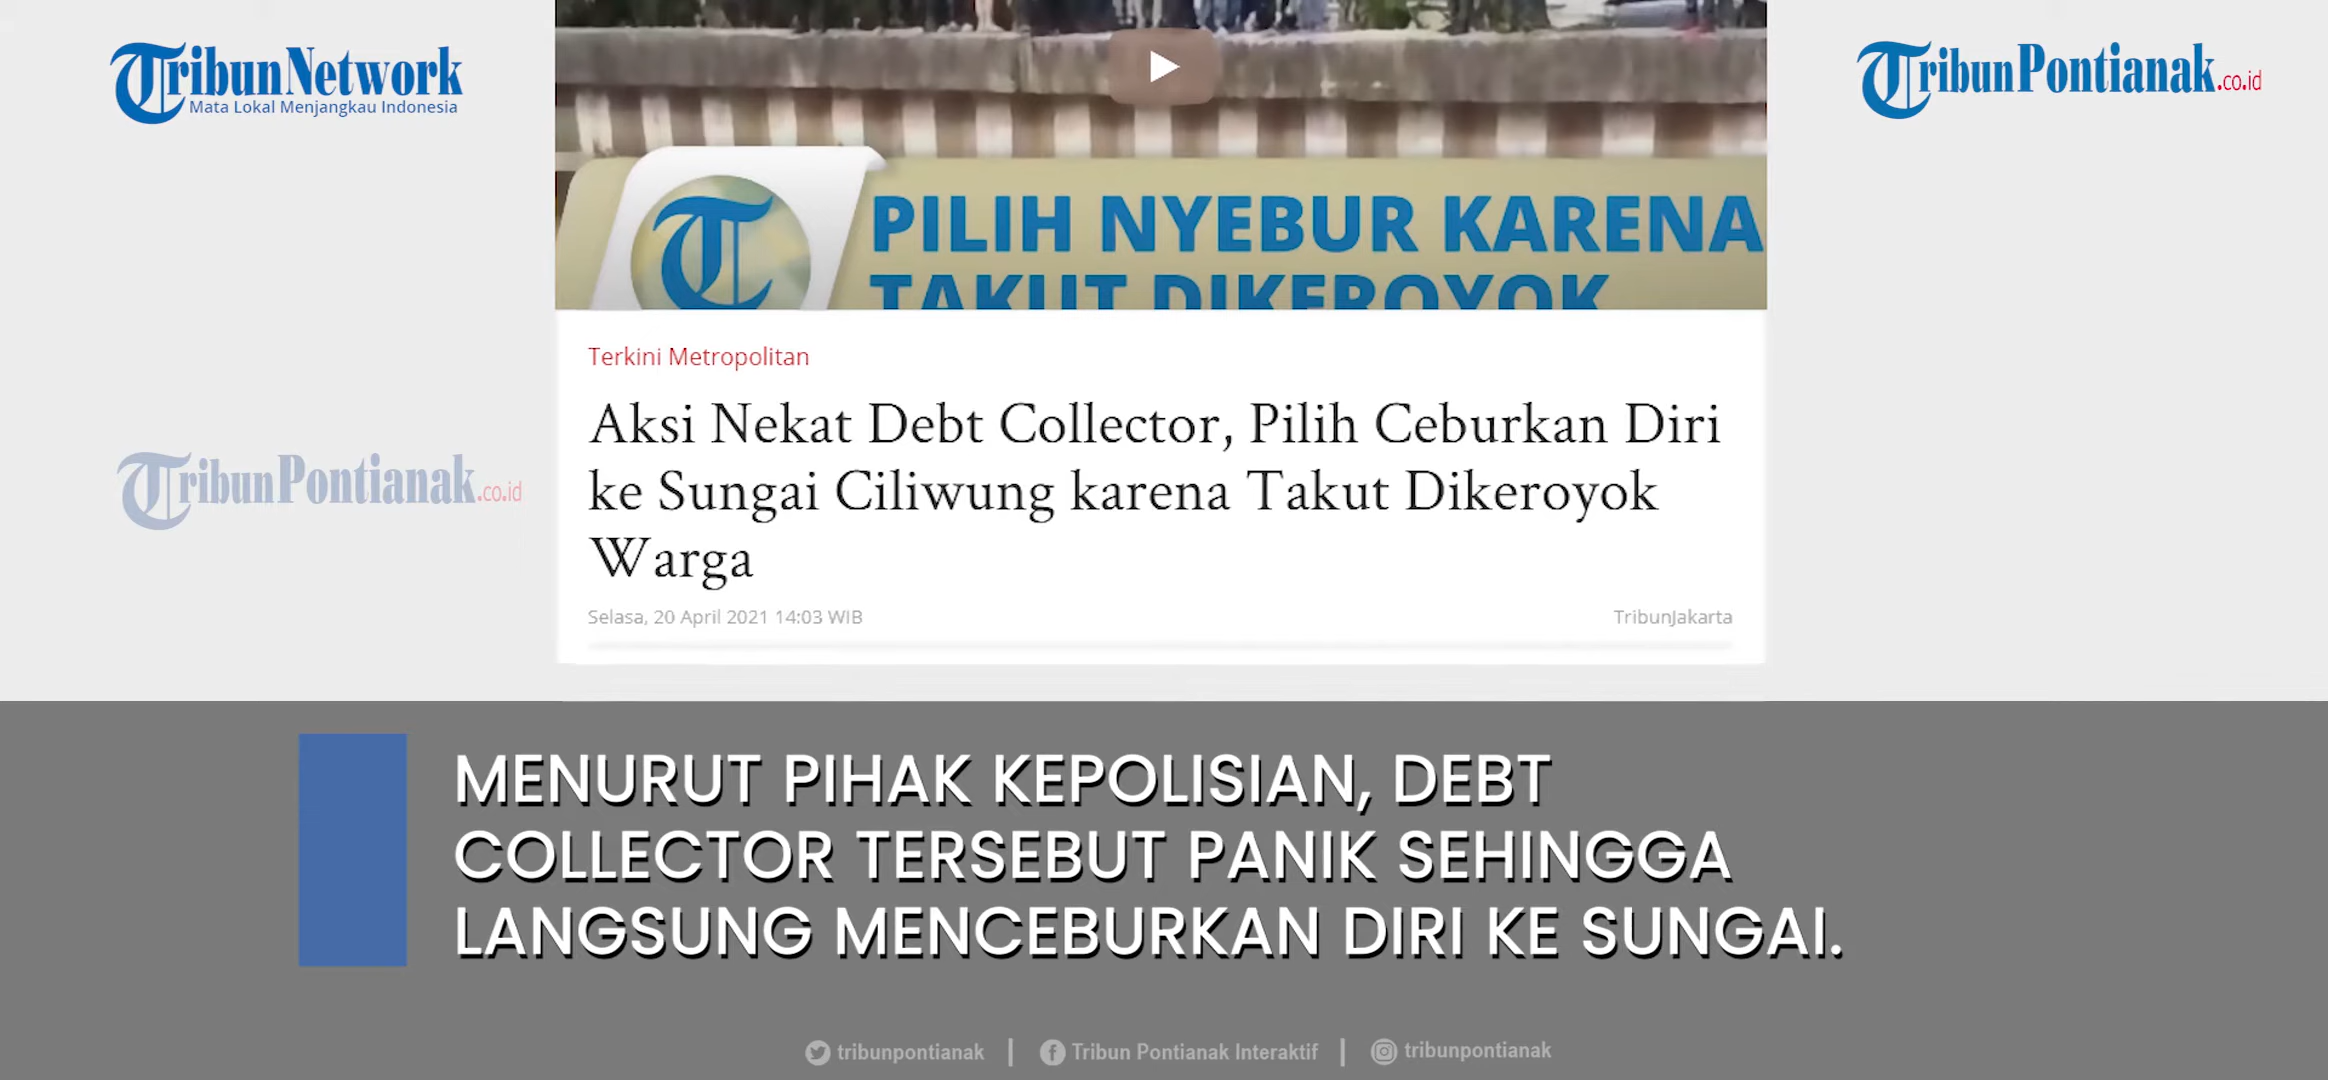 TribunNetwork
Mata Lokal Menjangkau Indonesia
TribunPontianak.co.id
PILIH NYEBUR KARENA
TAKUT DIKEROYOK
Terkini Metropolitan
Aksi Nekat Debt Collector, Pilih Ceburkan Diri
ke Sungai Ciliwung karena Takut Dikeroyok
Warga
TribunPontianak.co.id
Selasa, 20 April 2021 14:03 WIB
TribunJakarta
MENURUT PIHAK KEPOLISIAN, DEBT
COLLECTOR TERSEBUT PANIK SEHINGGA
LANGSUNG MENCEBURKAN DIRI KE SUNGAI.
tribunpontianak | Tribun Pontianak Interaktif | tribunpontianak